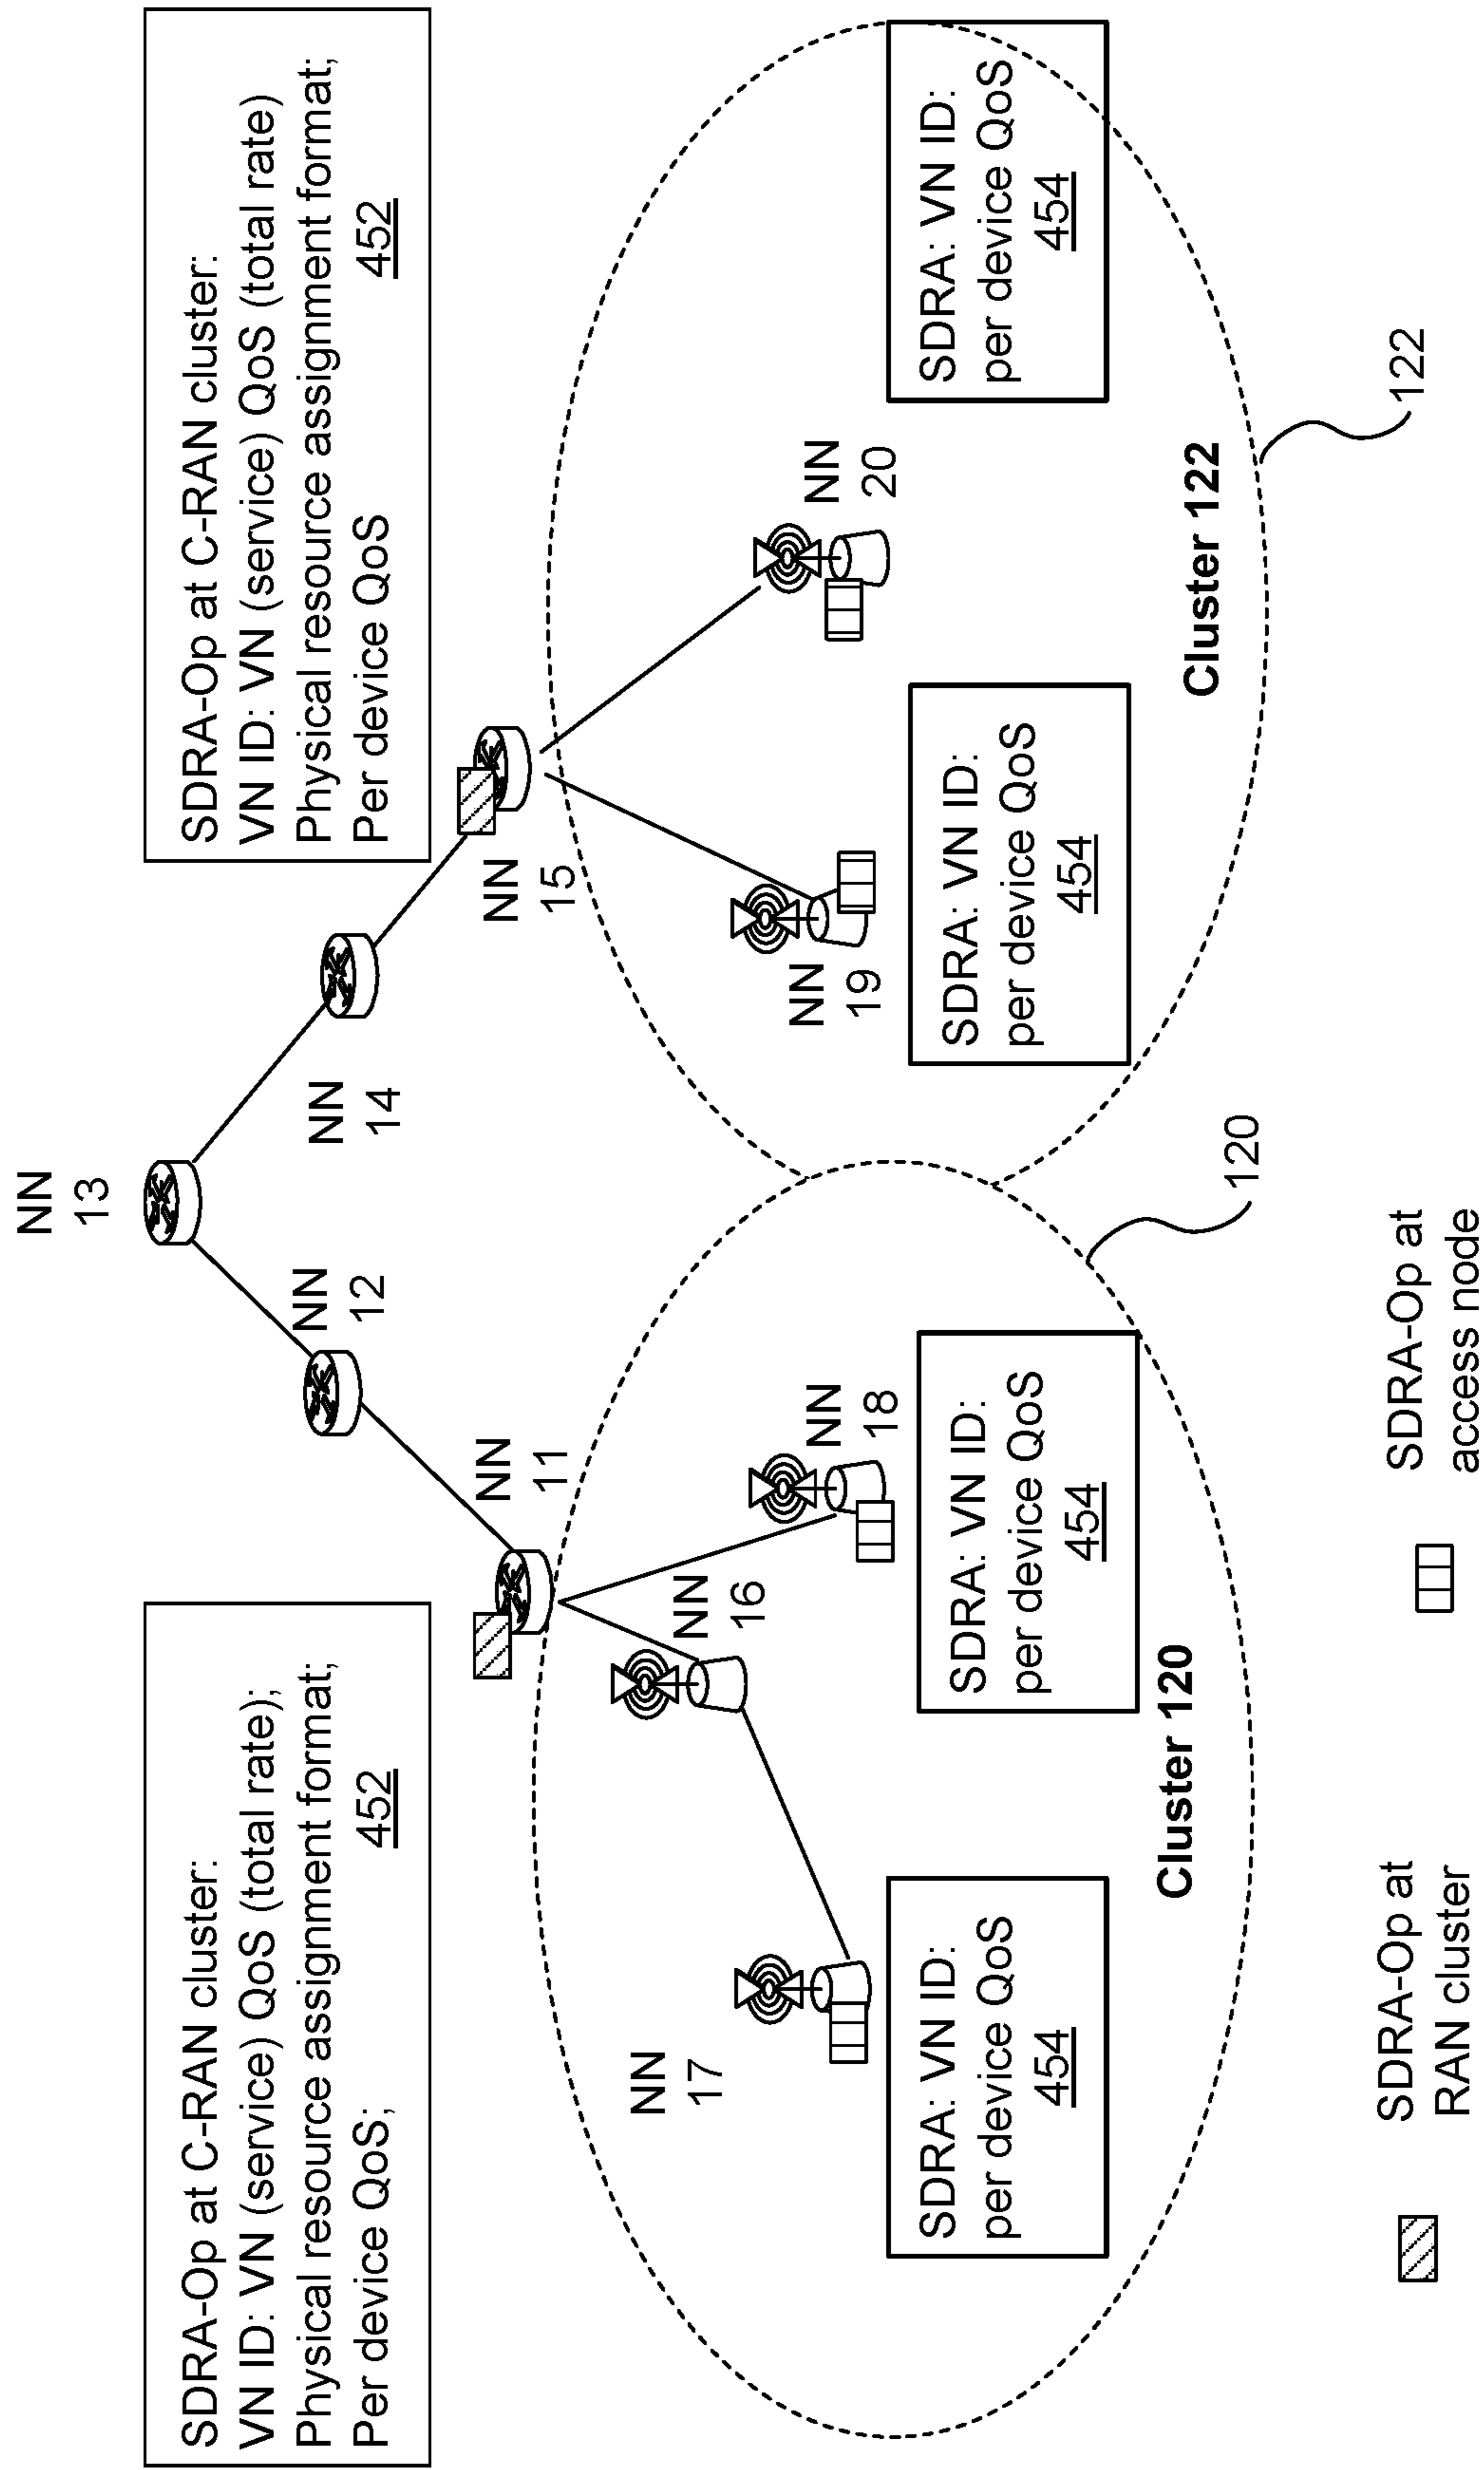 SDRA-Op at C-RAN cluster:
VN ID: VN (service) QoS (total rate);
Physical resource assignment format;
Per device QoS;
452
NN
13
SDRA-Op at C-RAN cluster:
VN ID: VN (service) QoS (total rate)
Physical resource assignment format;
Per device QoS
452
NN
12
NN
14
NN
11
NN
15
NN
16
NN
17
NN
18
NN
19
NN
20
SDRA: VN ID:
per device QoS
454
SDRA: VN ID:
per device QoS
454
SDRA: VN ID:
per device QoS
454
SDRA: VN ID:
per device QoS
454
Cluster 120
Cluster 122
120
122
SDRA-Op at
RAN cluster
SDRA-Op at
access node